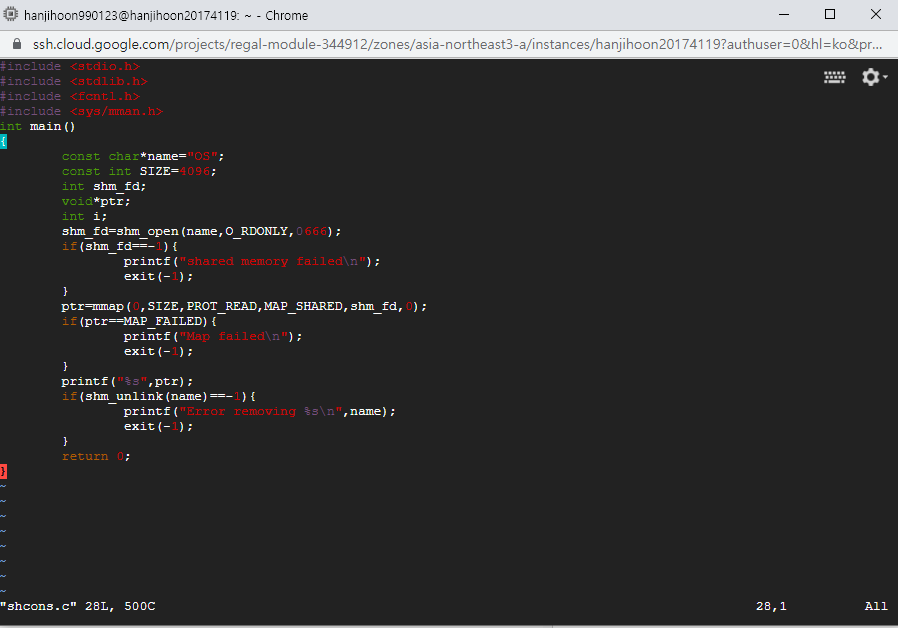 hanjihoon990123@hanjihoon20174119: ~ - Chrome
ssh.cloud.google.com/projects/regal-module-344912/zones/asia-northeast3-a/instances/hanjihoon20174119?authuser=0&hl=ko&pr...
#include <stdio.h>
#include <stdlib.h>
#include <fcntl.h>
#include <sys/mman.h>
int main()
{
        const char*name="OS";
        const int SIZE=4096;
        int shm_fd;
        void*ptr;
        int i;
        shm_fd=shm_open(name,O_RDONLY,0666);
        if(shm_fd==-1){
                printf("shared memory failed\n");
                exit(-1);
        }
        ptr=mmap(0,SIZE,PROT_READ,MAP_SHARED,shm_fd,0);
        if(ptr==MAP_FAILED){
                printf("Map failed\n");
                exit(-1);
        }
        printf("%s",ptr);
        if(shm_unlink(name)==-1){
                printf("Error removing %s\n",name);
                exit(-1);
        }
        return 0;
}
~
~
~
~
~
~
~
~
"shcons.c" 28L, 500C 28,1 All